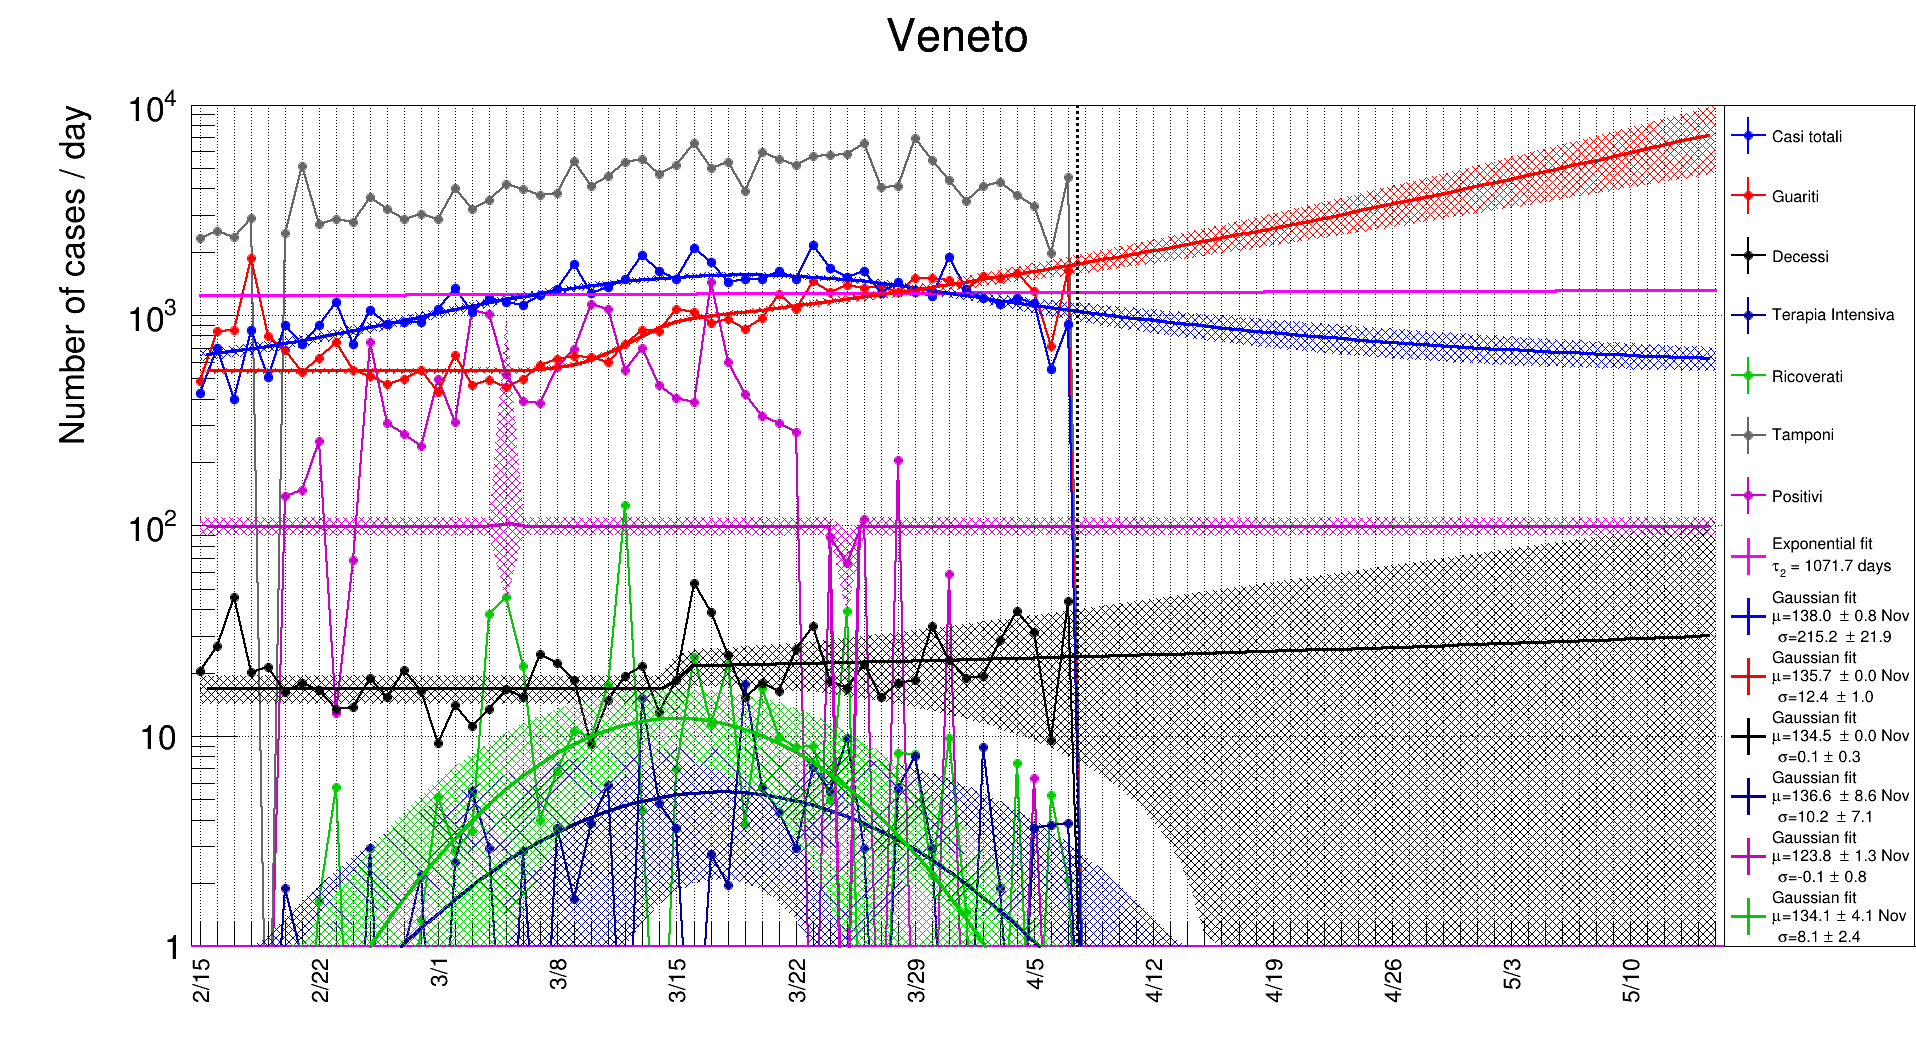 Veneto
Number of cases / day
10⁴
10³
10²
10
1
2/15
2/22
3/1
3/8
3/15
3/22
3/29
4/5
4/12
4/19
4/26
5/3
5/10
Casi totali
Guariti
Decessi
Terapia Intensiva
Ricoverati
Tamponi
Positivi
Exponential fit
τ₂ = 1071.7 days
Gaussian fit
μ=138.0 ± 0.8 Nov
σ=215.2 ± 21.9
Gaussian fit
μ=135.7 ± 0.0 Nov
σ=12.4 ± 1.0
Gaussian fit
μ=134.5 ± 0.0 Nov
σ=0.1 ± 0.3
Gaussian fit
μ=136.6 ± 8.6 Nov
σ=10.2 ± 7.1
Gaussian fit
μ=123.8 ± 1.3 Nov
σ=-0.1 ± 0.8
Gaussian fit
μ=134.1 ± 4.1 Nov
σ=8.1 ± 2.4